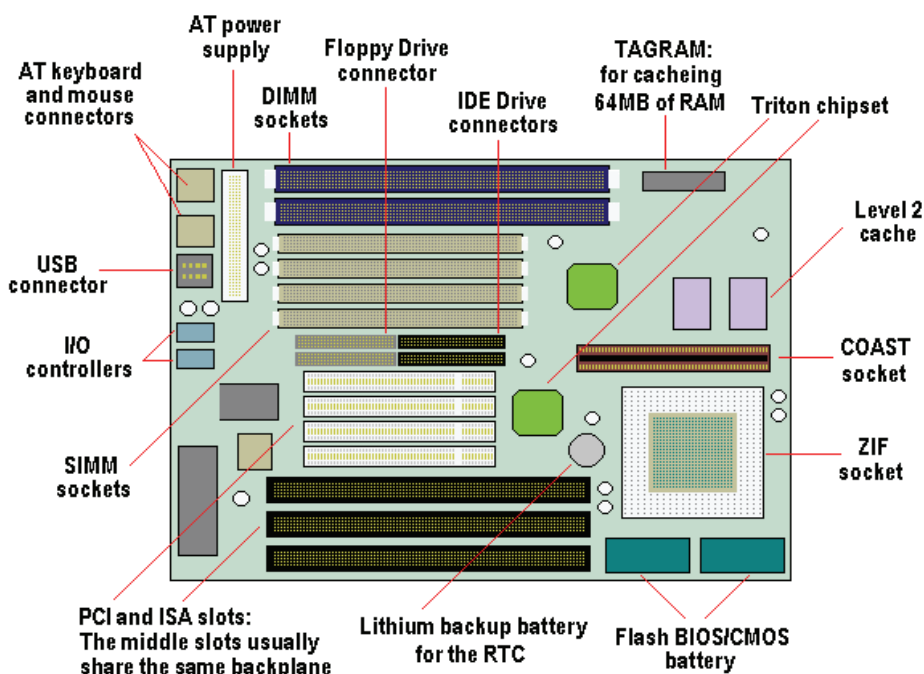 AT power
supply
Floppy Drive
connector
TAGRAM:
for cacheing
64MB of RAM
AT keyboard
and mouse
connectors
DIMM
sockets
IDE Drive
connectors
Triton chipset
Level 2
cache
USB
connector
I/O
controllers
COAST
socket
SIMM
sockets
ZIF
socket
PCI and ISA slots:
The middle slots usually
share the same backplane
Lithium backup battery
for the RTC
Flash BIOS/CMOS
battery